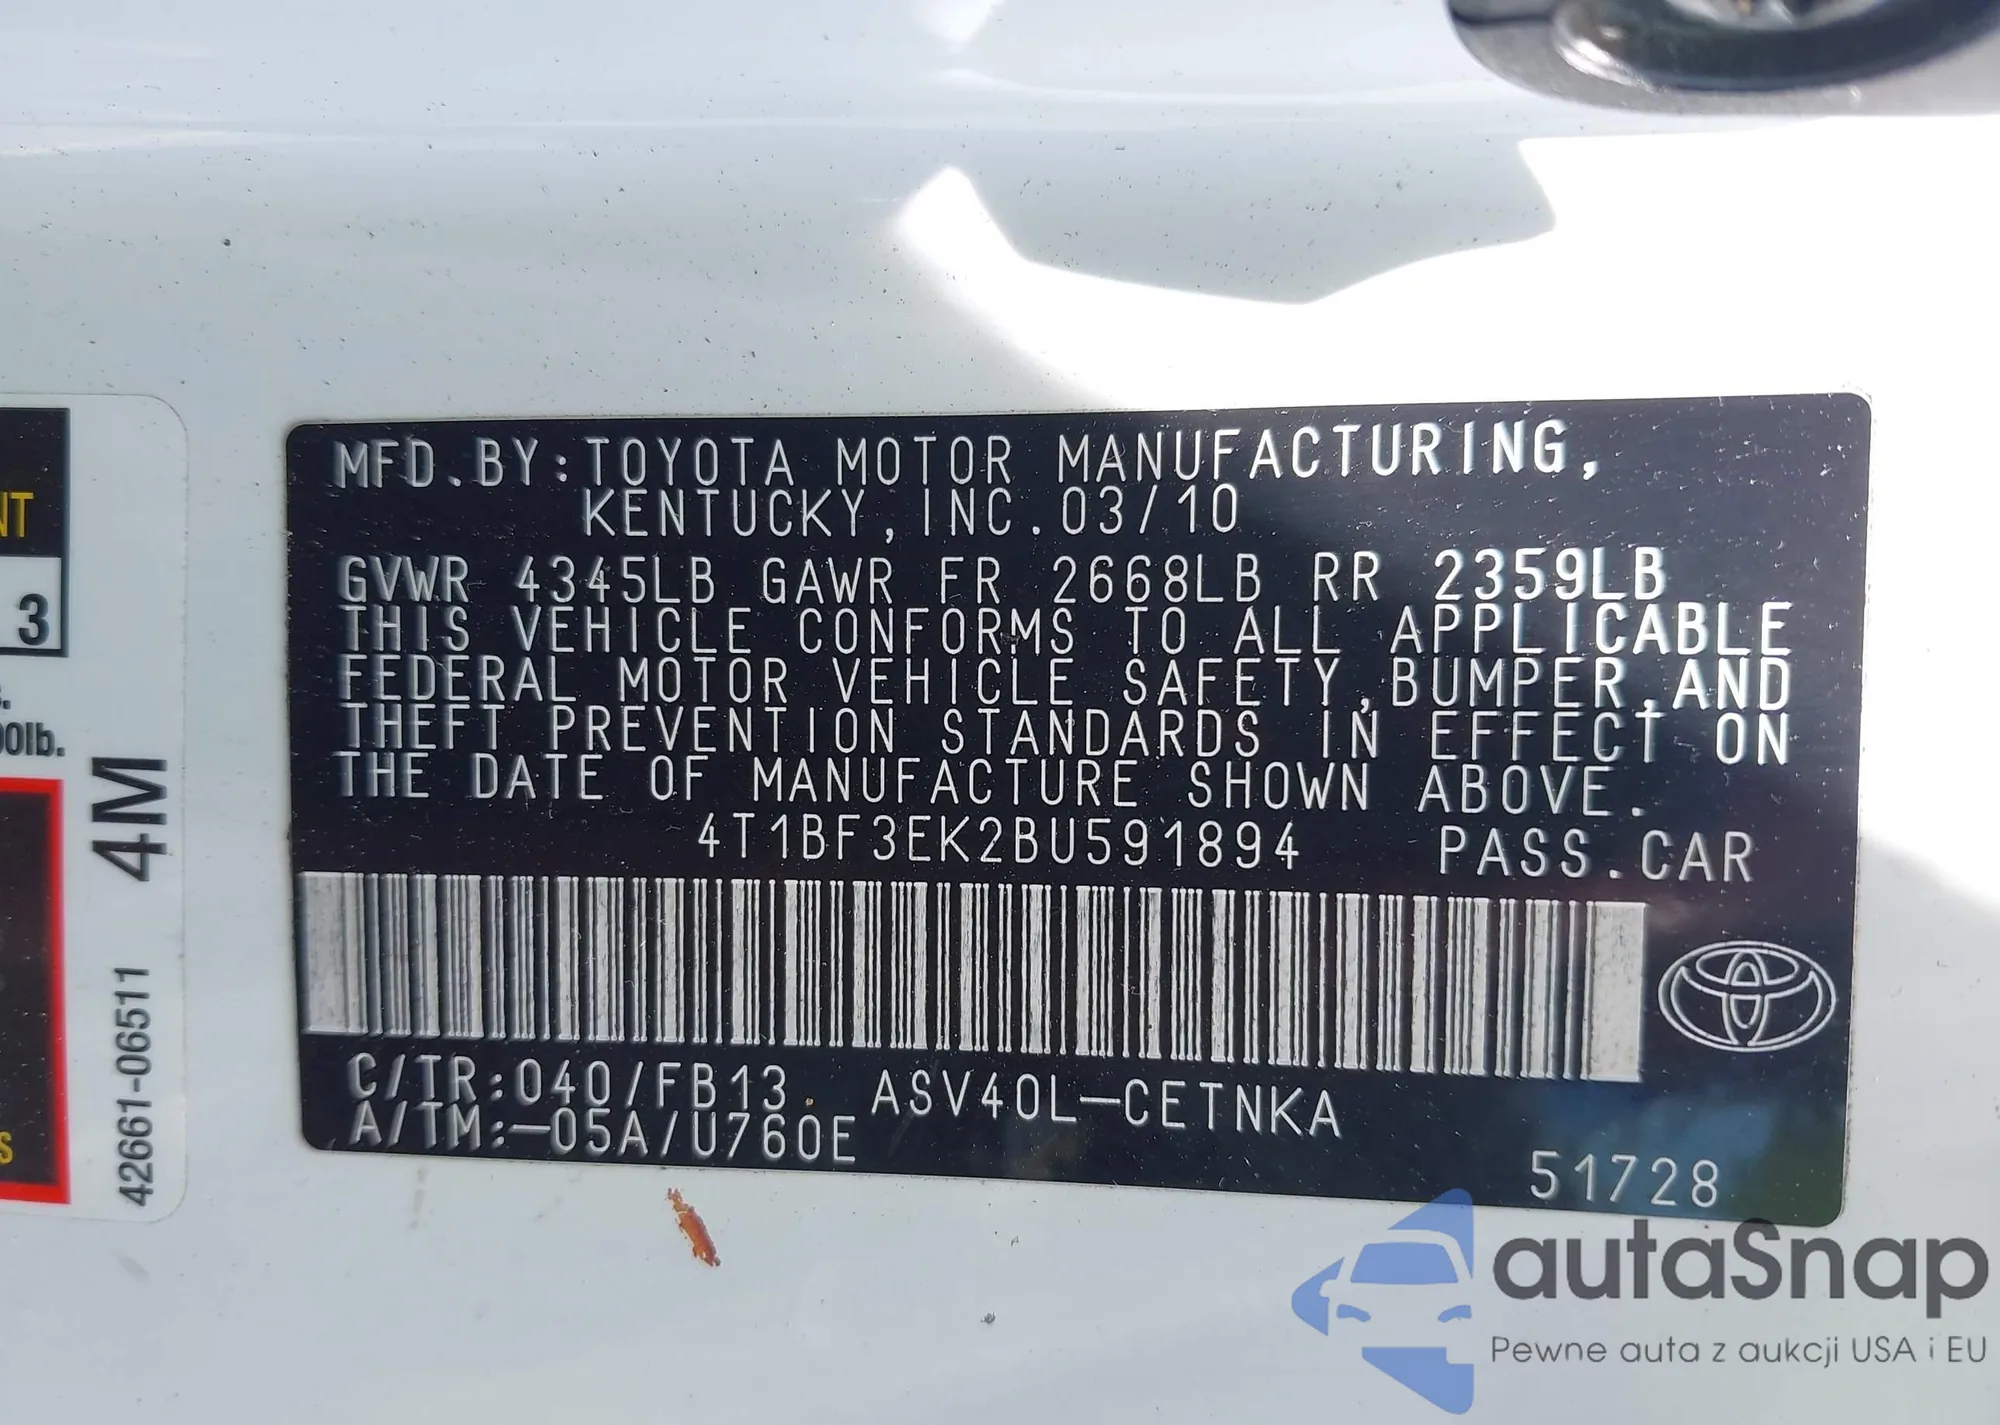 NT
3
00lb.
4M
42661-06511
MFD.BY:TOYOTA MOTOR MANUFACTURING,
KENTUCKY,INC.03/10
GVWR 4345LB GAWR FR 2668LB RR 2359LB
THIS VEHICLE CONFORMS TO ALL APPLICABLE
FEDERAL MOTOR VEHICLE SAFETY,BUMPER,AND
THEFT PREVENTION STANDARDS IN EFFECT ON
THE DATE OF MANUFACTURE SHOWN ABOVE.
4T1BF3EK2BU591894 PASS.CAR
C/TR:040/FB13 ASV40L-CETNKA
A/TM:-05A/U760E
51728
autaSnap
Pewne auta z aukcji USA i EU